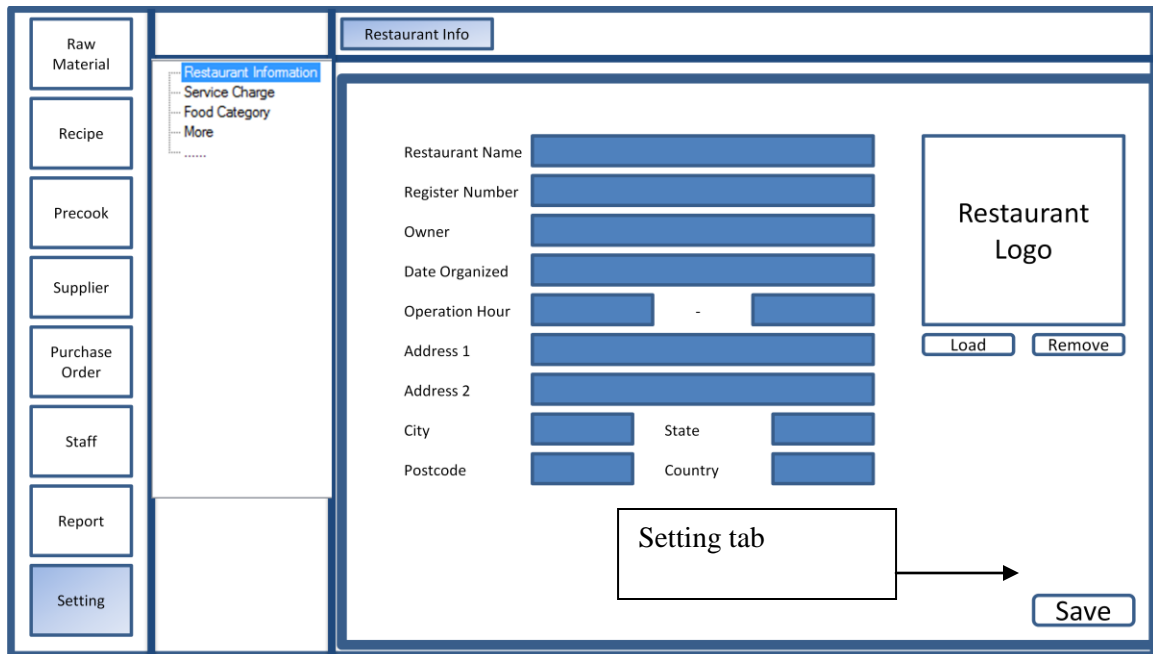 Raw
Material
Recipe
Precook
Supplier
Purchase
Order
Staff
Report
Setting
Restaurant Information
Service Charge
Food Category
More
......
Restaurant Info
Restaurant Name
Register Number
Owner
Date Organized
Operation Hour -
Address 1
Address 2
City State
Postcode Country
Restaurant
Logo
Load Remove
Setting tab
Save